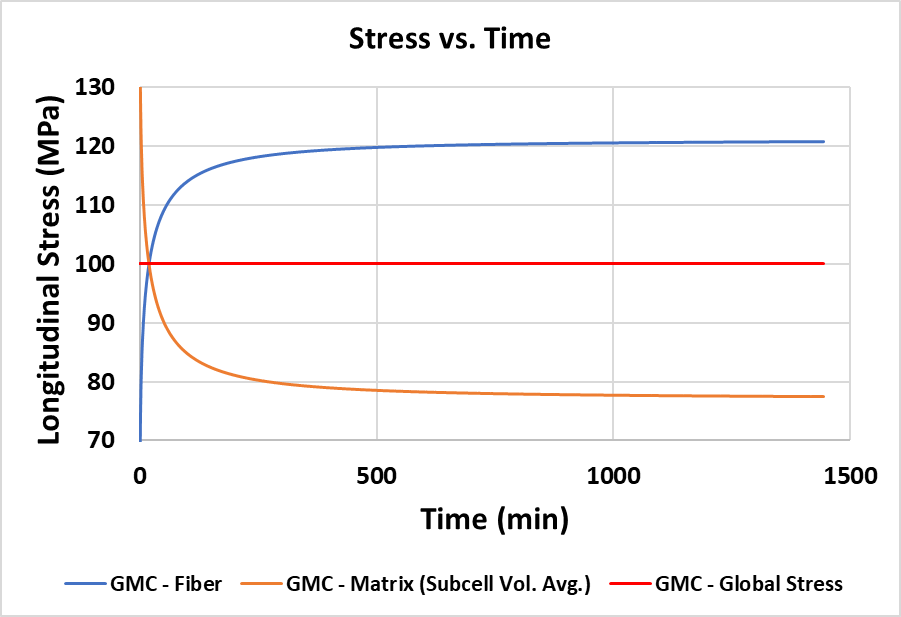 Stress vs. Time
Longitudinal Stress (MPa)
130
120
110
100
90
80
70
0 500 1000 1500
Time (min)
GMC - Fiber GMC - Matrix (Subcell Vol. Avg.) GMC - Global Stress